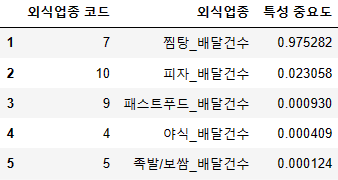 외식업종 코드 외식업종 특성 중요도
1 7 찜탕_배달건수 0.975282
2 10 피자_배달건수 0.023058
3 9 패스트푸드_배달건수 0.000930
4 4 야식_배달건수 0.000409
5 5 족발/보쌈_배달건수 0.000124